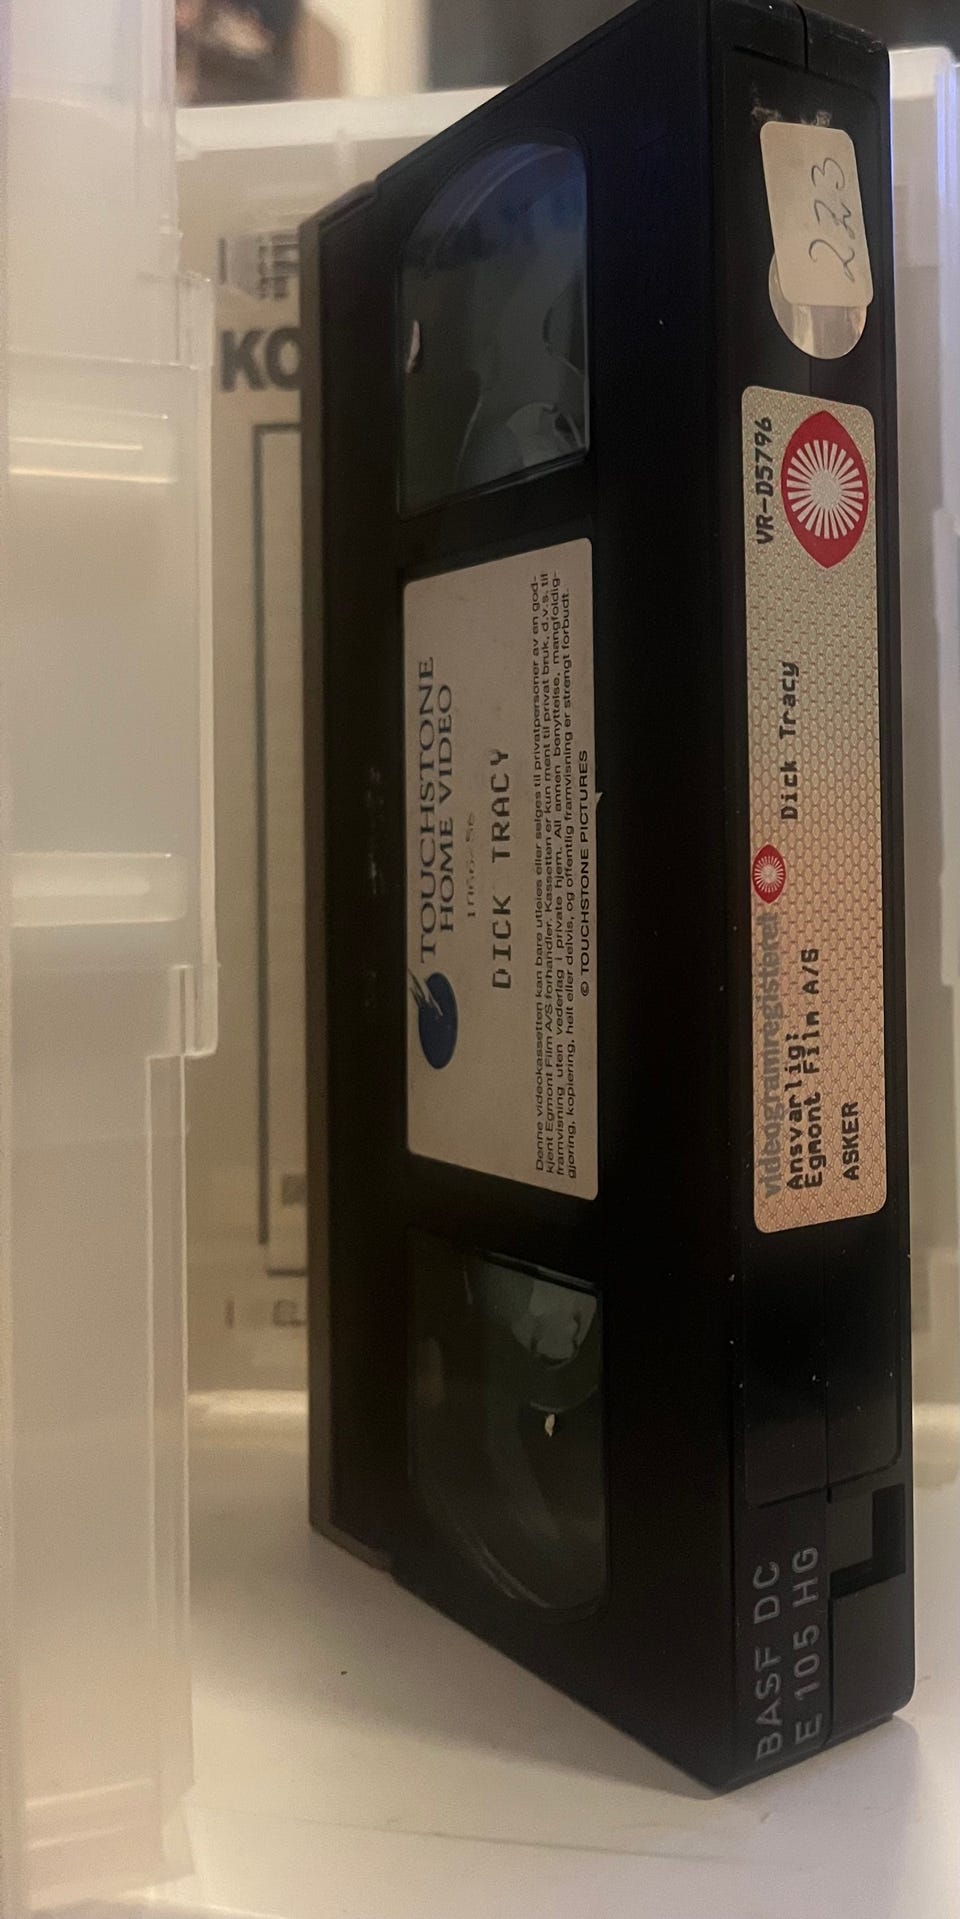 TOUCHSTONE
HOME VIDEO
DICK TRACY
Denne videokassetten kan bare utleies eller selges til privatpersoner av en god-
kjent Egmont Film A/S forhandler. Kassetten er kun ment til privat bruk, d.v.s. til
framvisning uten vederlag i private hjem. All annen benyttelse, mangfoldig-
gjøring, kopiering, helt eller delvis, og offentlig framvisning er strengt forbudt.
© TOUCHSTONE PICTURES
223
VR-D5796
videogramregisteret
Dick Tracy
Ansvarlig:
Egmont Film A/S
ASKER
BASF DC
E 105 HG
KO